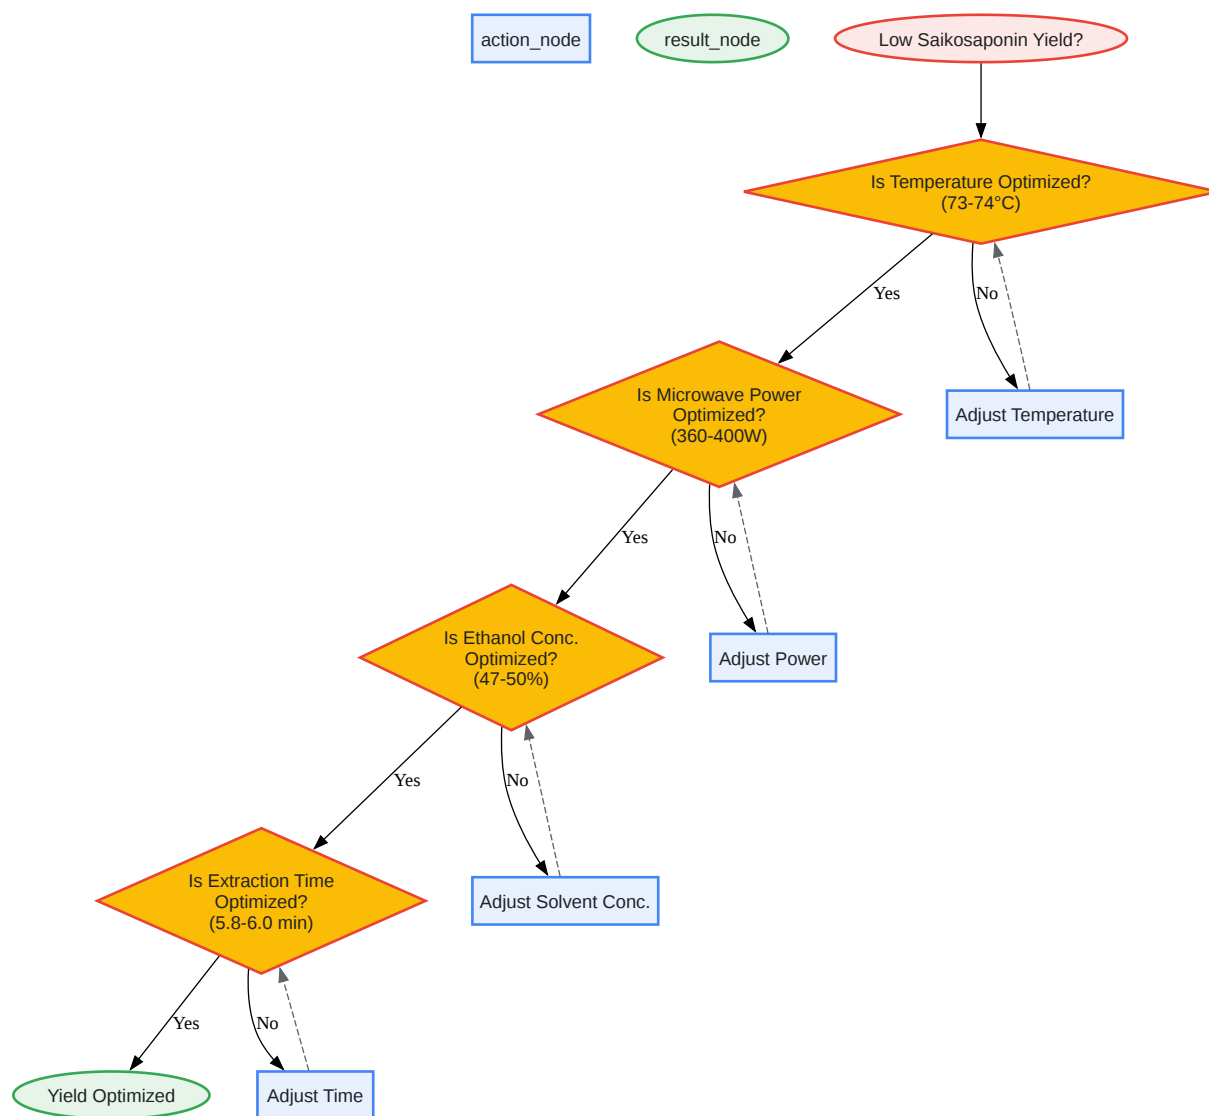 action_node
result_node
Low Saikosaponin Yield?
Is Temperature Optimized?
(73-74°C)
Yes
No
Is Microwave Power
Optimized?
(360-400W)
Adjust Temperature
Yes
No
Is Ethanol Conc.
Optimized?
(47-50%)
Adjust Power
Yes
No
Is Extraction Time
Optimized?
(5.8-6.0 min)
Adjust Solvent Conc.
Yes
No
Yield Optimized
Adjust Time